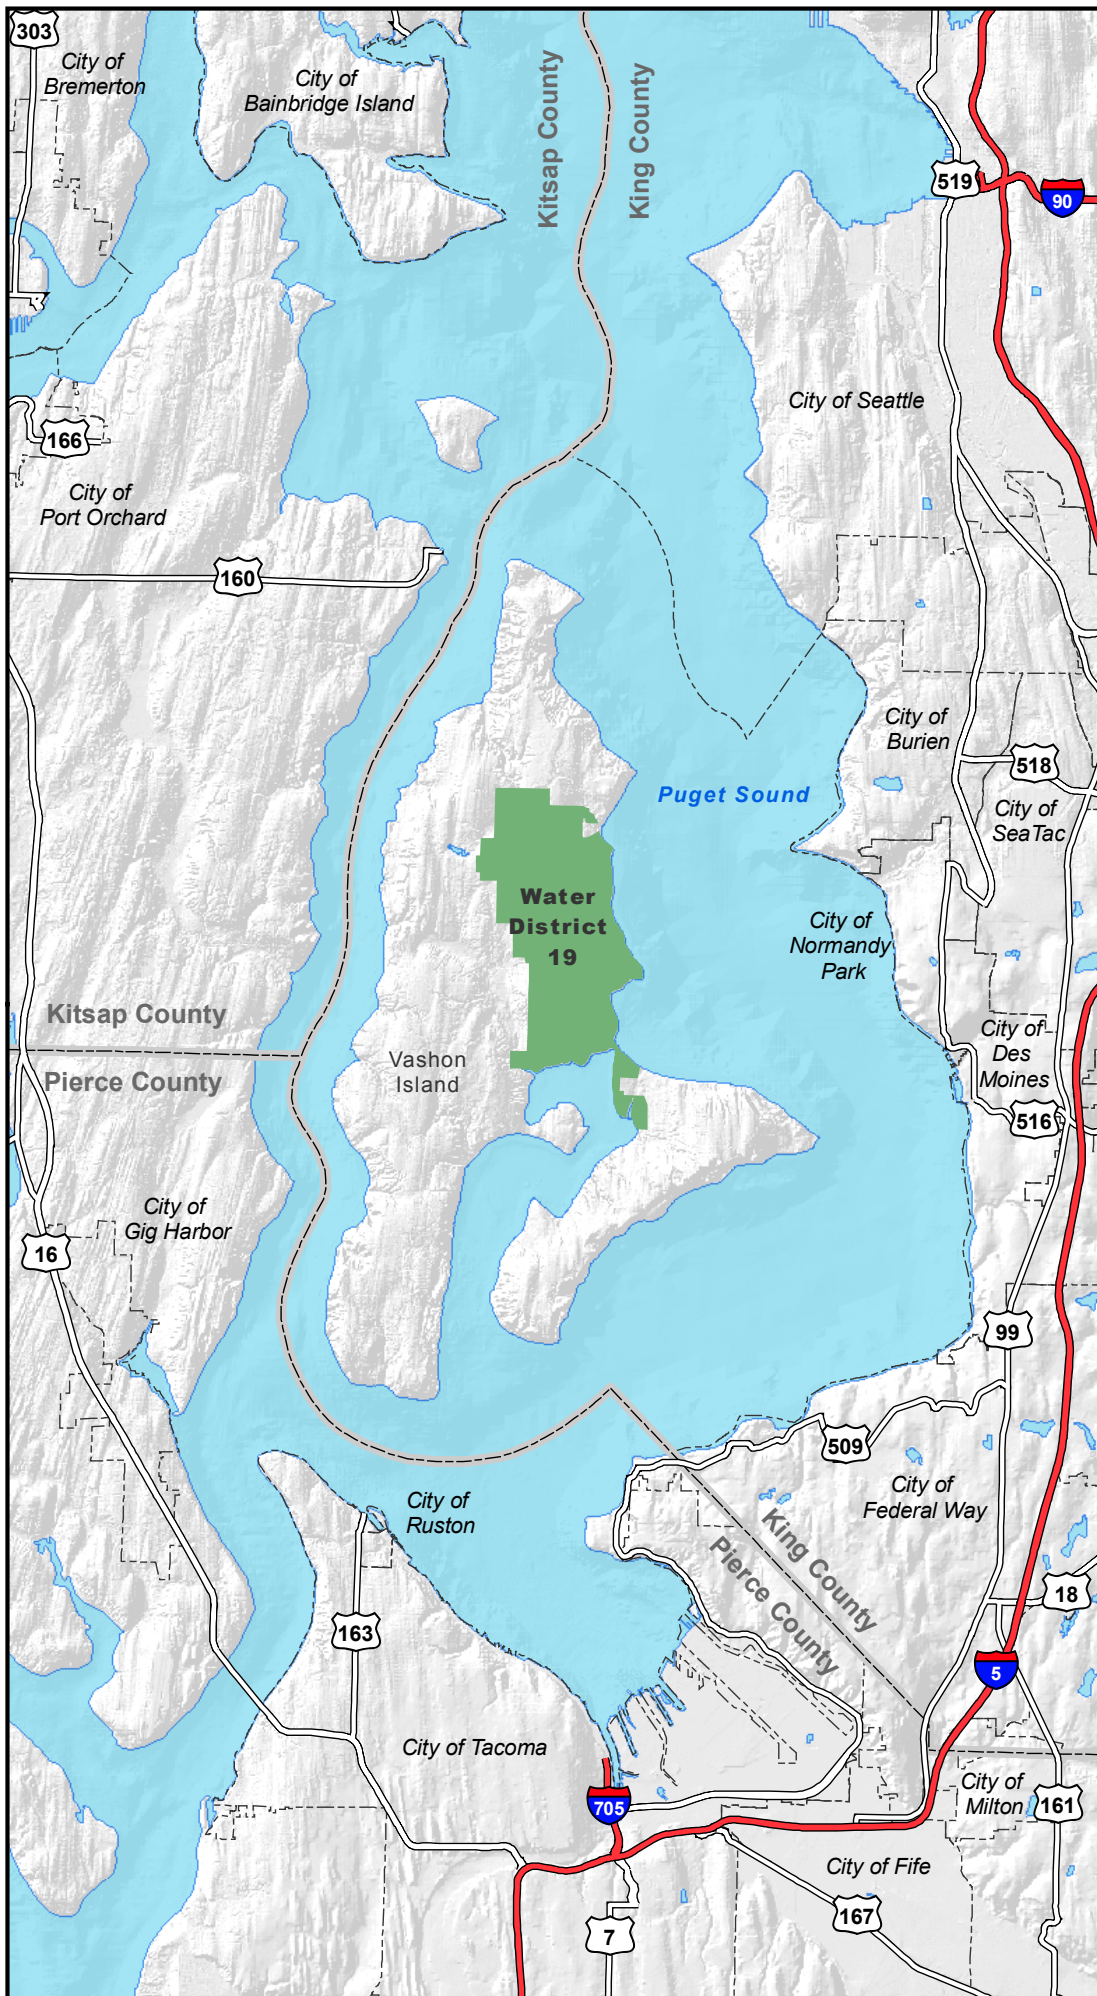 303
City of
Bremerton
City of
Bainbridge Island
Kitsap County
King County
519
90
City of Seattle
166
City of
Port Orchard
160
City of
Burien
518
Puget Sound
City of
SeaTac
Water
District
19
City of
Normandy
Park
Kitsap County
Pierce County
Vashon
Island
City of
Des
Moines
516
City of
Gig Harbor
16
99
509
City of
Federal Way
City of
Ruston
King County
Pierce County
18
163
5
City of Tacoma
705
City of
Milton
161
City of Fife
167
7